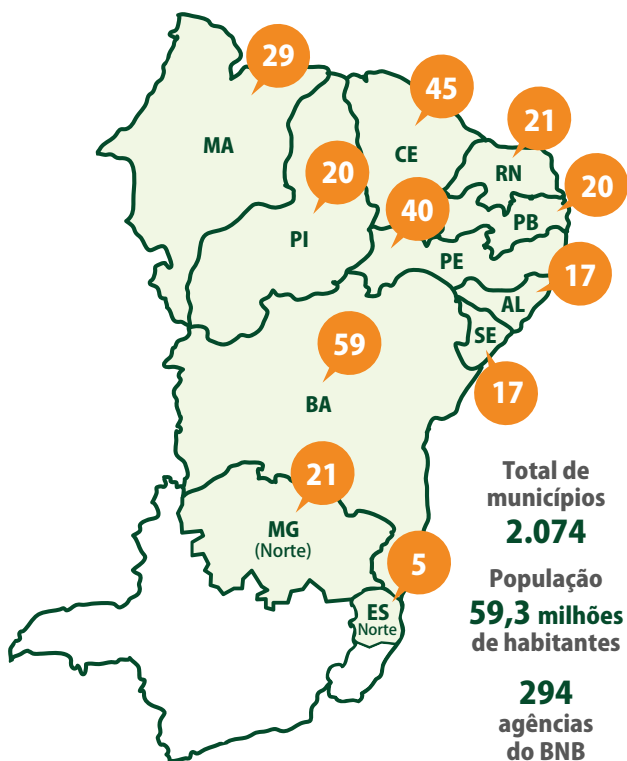 29
45
21
MA
CE
RN
20
20
40
PB
PI
PE
17
AL
SE
59
BA
17
21
MG
(Norte)
5
ES
Norte
Total de
municípios
2.074
População
59,3 milhões
de habitantes
294
agências
do BNB